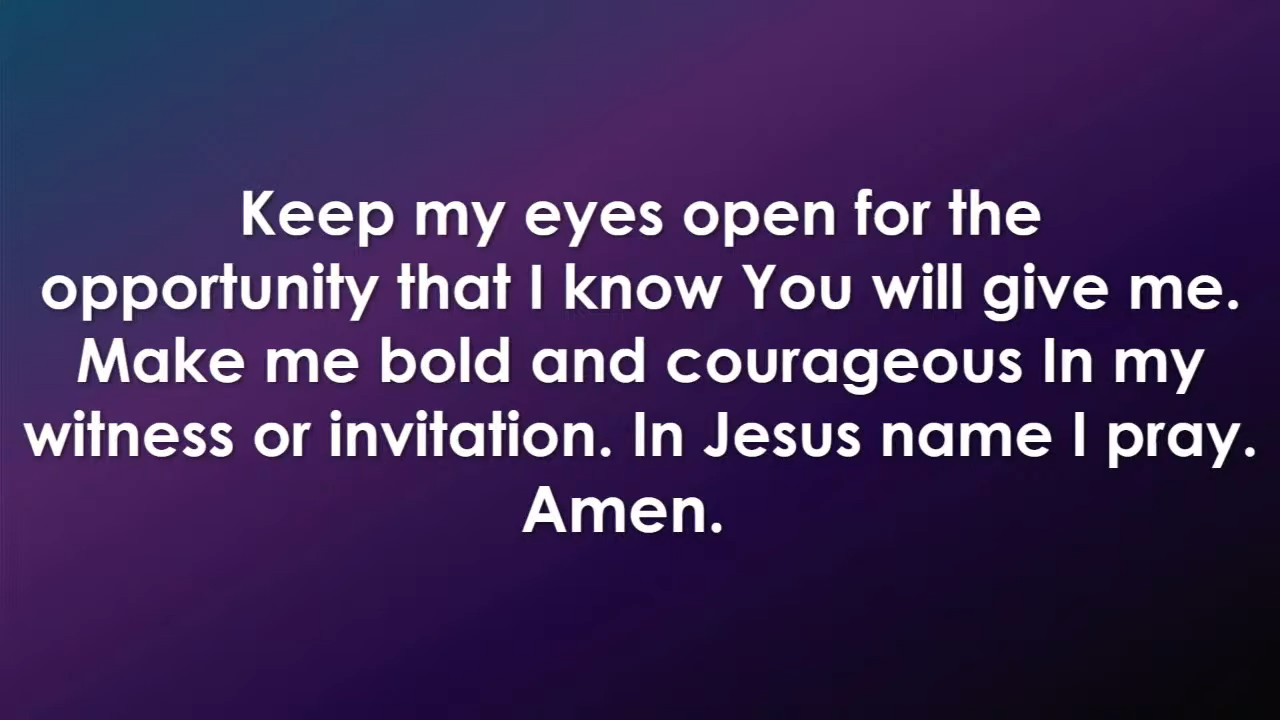 Keep my eyes open for the
opportunity that I know You will give me.
Make me bold and courageous In my
witness or invitation. In Jesus name I pray.
Amen.